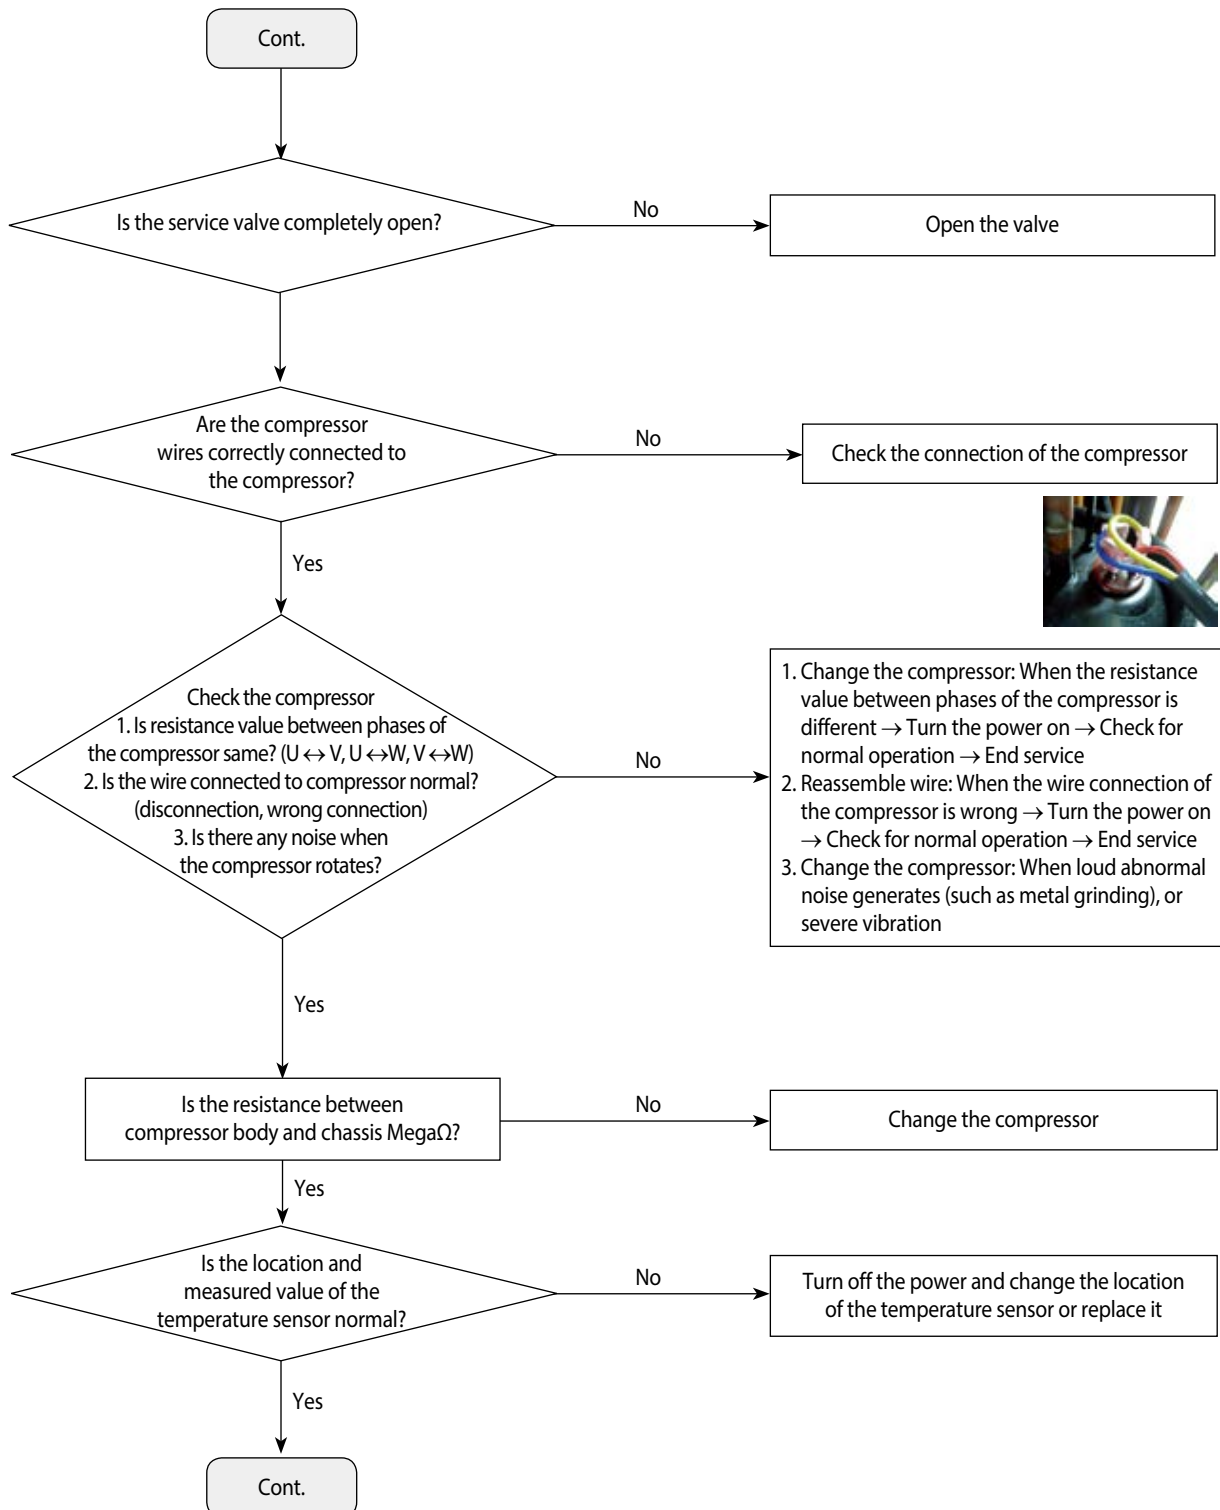 Cont.
Is the service valve completely open?
No
Open the valve
Are the compressor
wires correctly connected to
the compressor?
No
Check the connection of the compressor
Yes
Check the compressor
1. Is resistance value between phases of
the compressor same? (U ↔ V, U ↔W, V ↔W)
2. Is the wire connected to compressor normal?
(disconnection, wrong connection)
3. Is there any noise when
the compressor rotates?
No
1. Change the compressor: When the resistance
value between phases of the compressor is
different → Turn the power on → Check for
normal operation → End service
2. Reassemble wire: When the wire connection of
the compressor is wrong → Turn the power on
→ Check for normal operation → End service
3. Change the compressor: When loud abnormal
noise generates (such as metal grinding), or
severe vibration
Yes
Is the resistance between
compressor body and chassis MegaΩ?
No
Change the compressor
Yes
Is the location and
measured value of the
temperature sensor normal?
No
Turn off the power and change the location
of the temperature sensor or replace it
Yes
Cont.